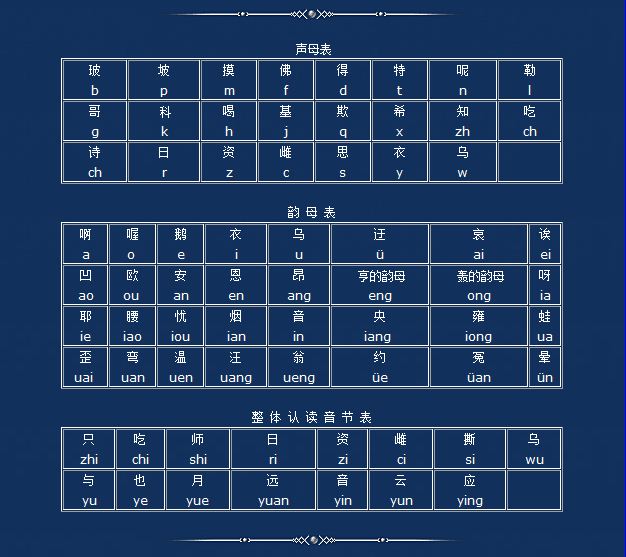 声母表
玻 坡 摸 佛 得 特 呢 勒
b p m f d t n l
哥 科 喝 基 欺 希 知 吃
g k h j q x zh ch
诗 日 资 雌 思 衣 乌
ch r z c s y w
韵 母 表
啊 喔 鹅 衣 乌 迂 哀 诶
a o e i u ü ai ei
凹 欧 安 恩 昂 亨的韵母 轰的韵母 呀
ao ou an en ang eng ong ia
耶 腰 忧 烟 音 央 雍 蛙
ie iao iou ian in iang iong ua
歪 弯 温 汪 翁 约 冤 晕
uai uan uen uang ueng üe üan ün
整 体 认 读 音 节 表
只 吃 师 日 资 雌 撕 乌
zhi chi shi ri zi ci si wu
与 也 月 远 音 云 应
yu ye yue yuan yin yun ying